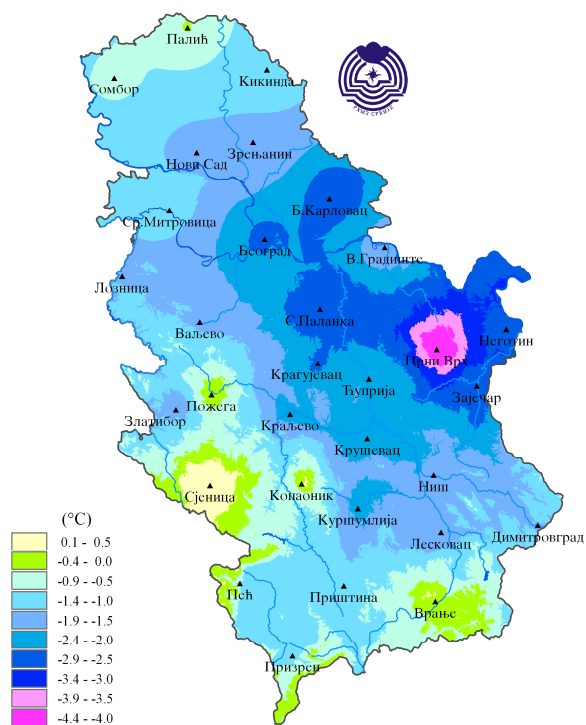 Палић
Сомбор
Кикинда
РХМЗ СРБИЈЕ
Зрењанин
Нови Сад
Б.Карловац
Ср.Митровица
Београд
В.Градиште
Лозница
С.Паланка
Ваљево
Неготин
Црни Врх
Крагујевац
Ћуприја
Зајечар
Пожега
Златибор
Краљево
Крушевац
Ниш
Сјеница
Копаоник
Куршумлија
Димитровград
Лесковац
Пећ
Приштина
Врање
Призрен
(°C)
0.1 - 0.5
-0.4 - 0.0
-0.9 - -0.5
-1.4 - -1.0
-1.9 - -1.5
-2.4 - -2.0
-2.9 - -2.5
-3.4 - -3.0
-3.9 - -3.5
-4.4 - -4.0